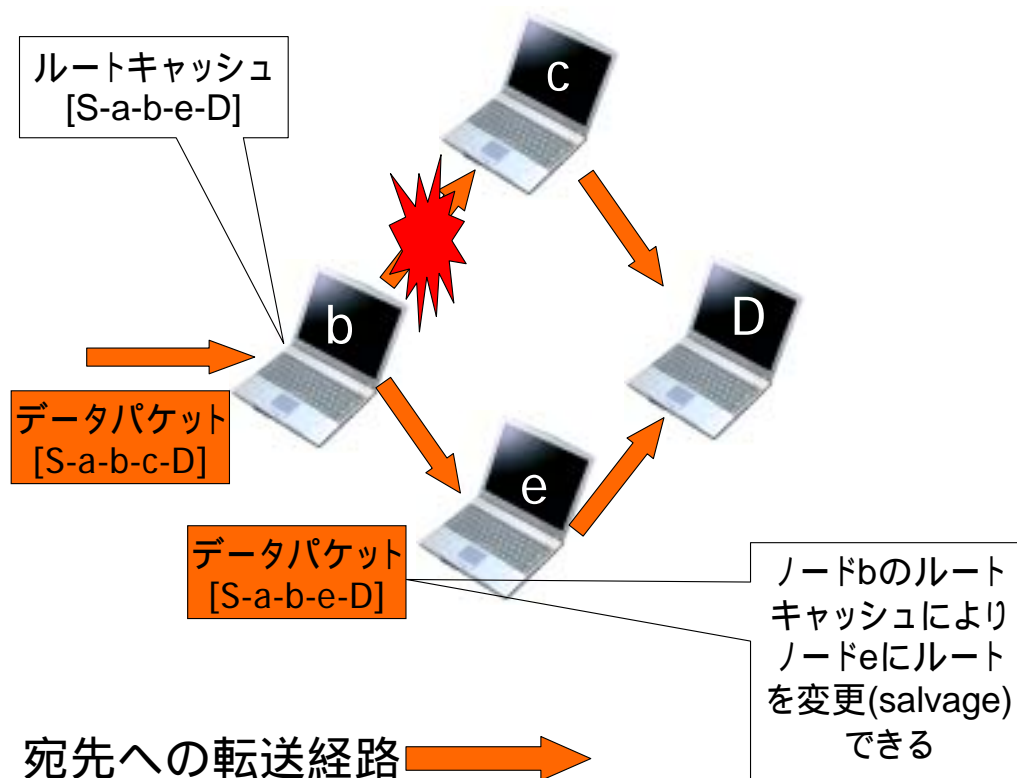 ルートキャッシュ
[S-a-b-e-D]
c
b
D
データパケット
[S-a-b-c-D]
e
データパケット
[S-a-b-e-D]
ノードbのルート
キャッシュにより
ノードeにルート
を変更(salvage)
できる
宛先への転送経路